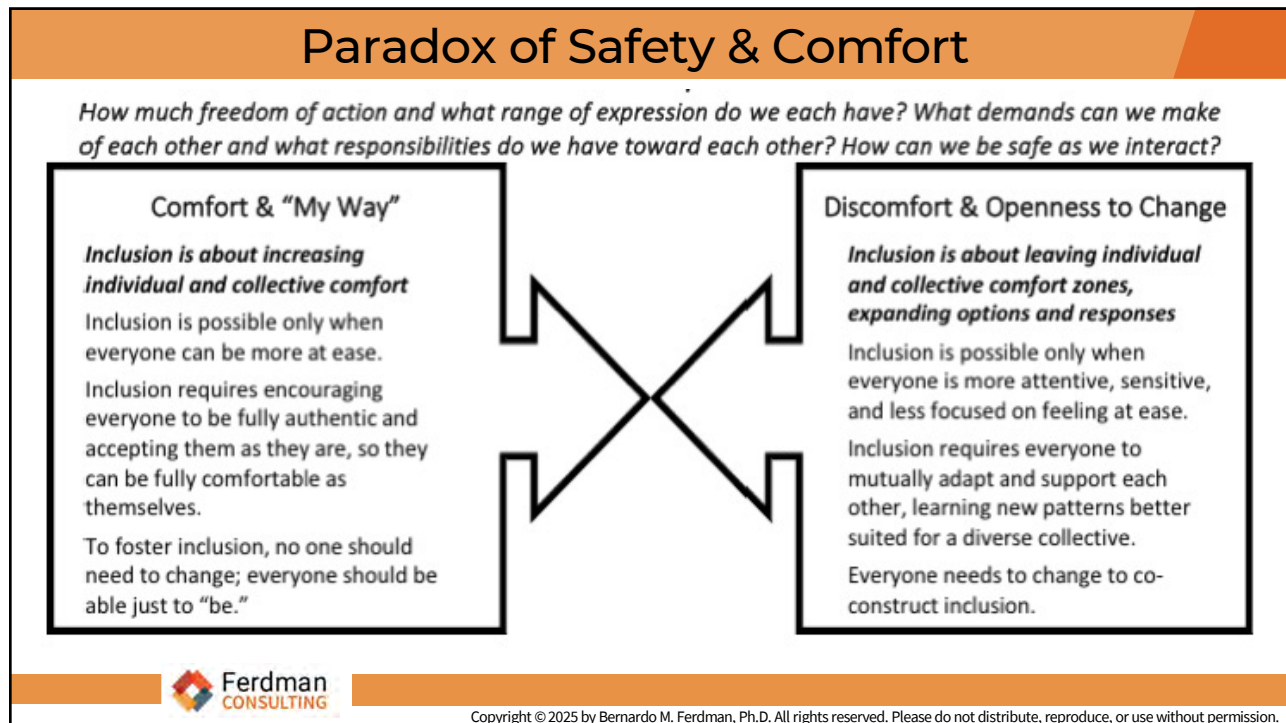 Paradox of Safety & Comfort
How much freedom of action and what range of expression do we each have? What demands can we make
of each other and what responsibilities do we have toward each other? How can we be safe as we interact?
Comfort & “My Way”
Inclusion is about increasing
individual and collective comfort
Inclusion is possible only when
everyone can be more at ease.
Inclusion requires encouraging
everyone to be fully authentic and
accepting them as they are, so they
can be fully comfortable as
themselves.
To foster inclusion, no one should
need to change; everyone should be
able just to “be.”
Discomfort & Openness to Change
Inclusion is about leaving individual
and collective comfort zones,
expanding options and responses
Inclusion is possible only when
everyone is more attentive, sensitive,
and less focused on feeling at ease.
Inclusion requires everyone to
mutually adapt and support each
other, learning new patterns better
suited for a diverse collective.
Everyone needs to change to co-
construct inclusion.
Ferdman
CONSULTING
Copyright © 2025 by Bernardo M. Ferdman, Ph.D. All rights reserved. Please do not distribute, reproduce, or use without permission.